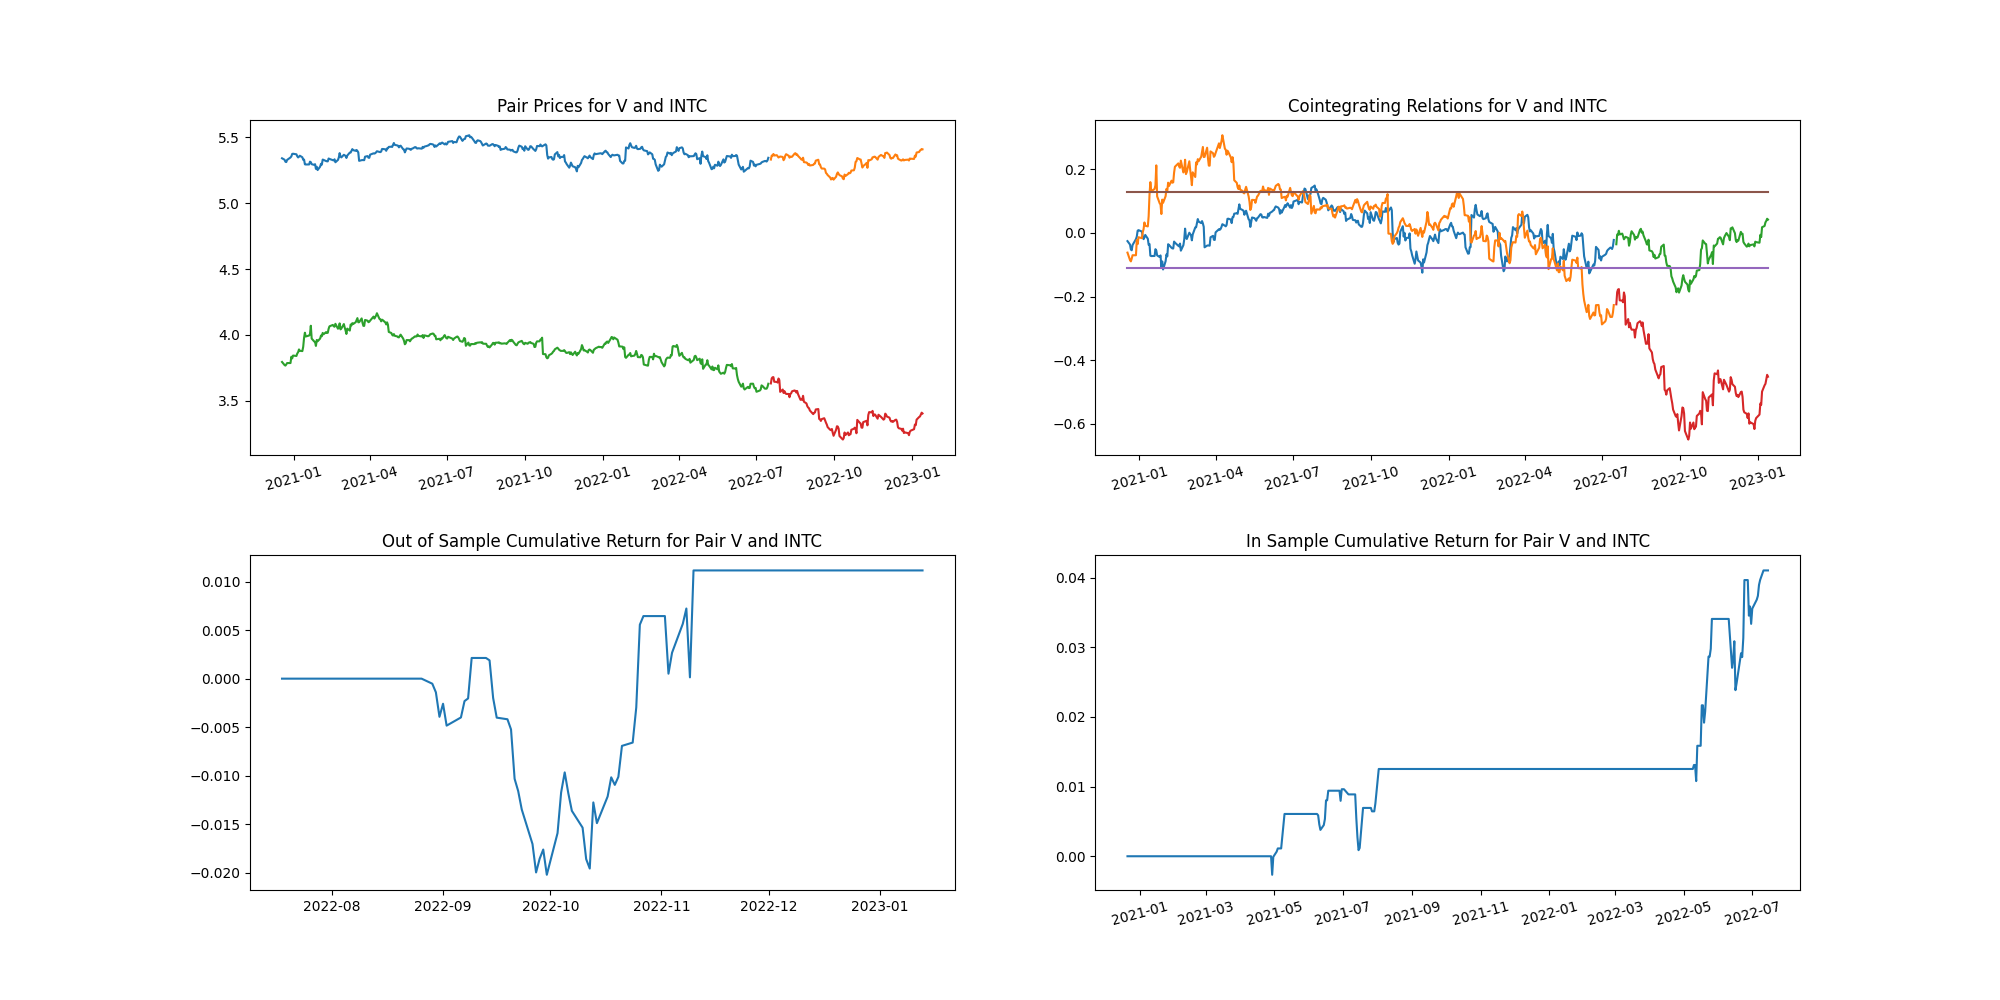 Pair Prices for V and INTC
5.5
5.0
4.5
4.0
3.5
2021-01 2021-04 2021-07 2021-10 2022-01 2022-04 2022-07 2022-10 2023-01
Cointegrating Relations for V and INTC
0.2
0.0
−0.2
−0.4
−0.6
2021-01 2021-04 2021-07 2021-10 2022-01 2022-04 2022-07 2022-10 2023-01
Out of Sample Cumulative Return for Pair V and INTC
0.010
0.005
0.000
−0.005
−0.010
−0.015
−0.020
2022-08 2022-09 2022-10 2022-11 2022-12 2023-01
In Sample Cumulative Return for Pair V and INTC
0.04
0.03
0.02
0.01
0.00
2021-01 2021-03 2021-05 2021-07 2021-09 2021-11 2022-01 2022-03 2022-05 2022-07